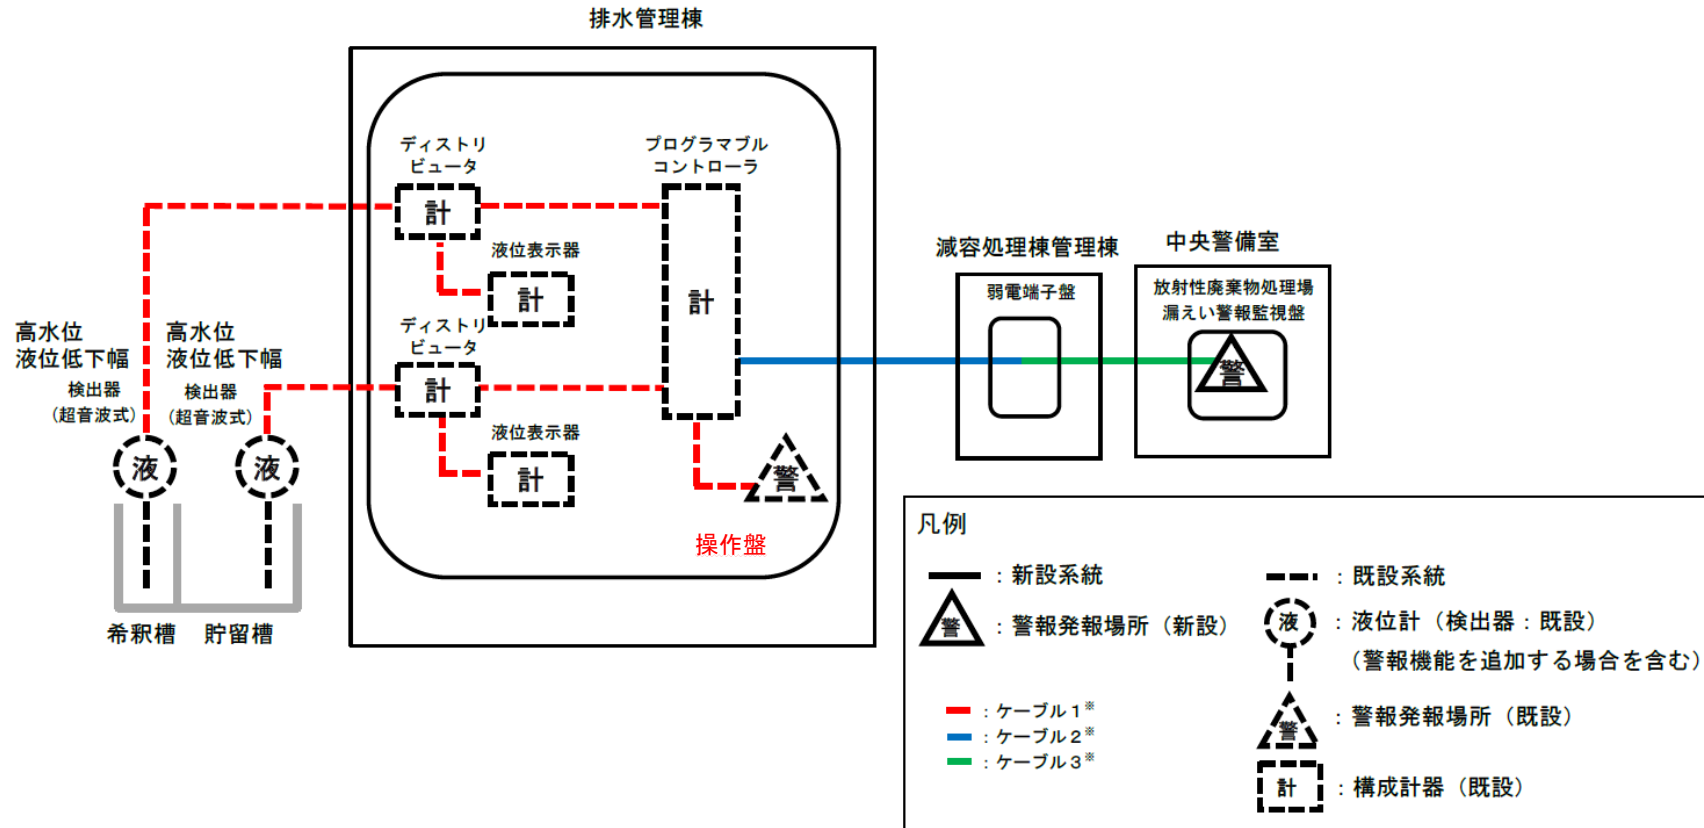 排水管理棟
ディストリ
ビュータ
計
プログラマブル
コントローラ
計
液位表示器
計
ディストリ
ビュータ
計
液位表示器
計
警
操作盤
高水位
液位低下幅
検出器
（超音波式）
液
希釈槽
高水位
液位低下幅
検出器
（超音波式）
液
貯留槽
減容処理棟管理棟
弱電端子盤
中央警備室
放射性廃棄物処理場
漏えい警報監視盤
警
凡例
：新設系統
警
：警報発報場所（新設）
：ケーブル１※
：ケーブル２※
：ケーブル３※
：既設系統
液
：液位計（検出器：既設）
（警報機能を追加する場合を含む）
警
：警報発報場所（既設）
計
：構成計器（既設）